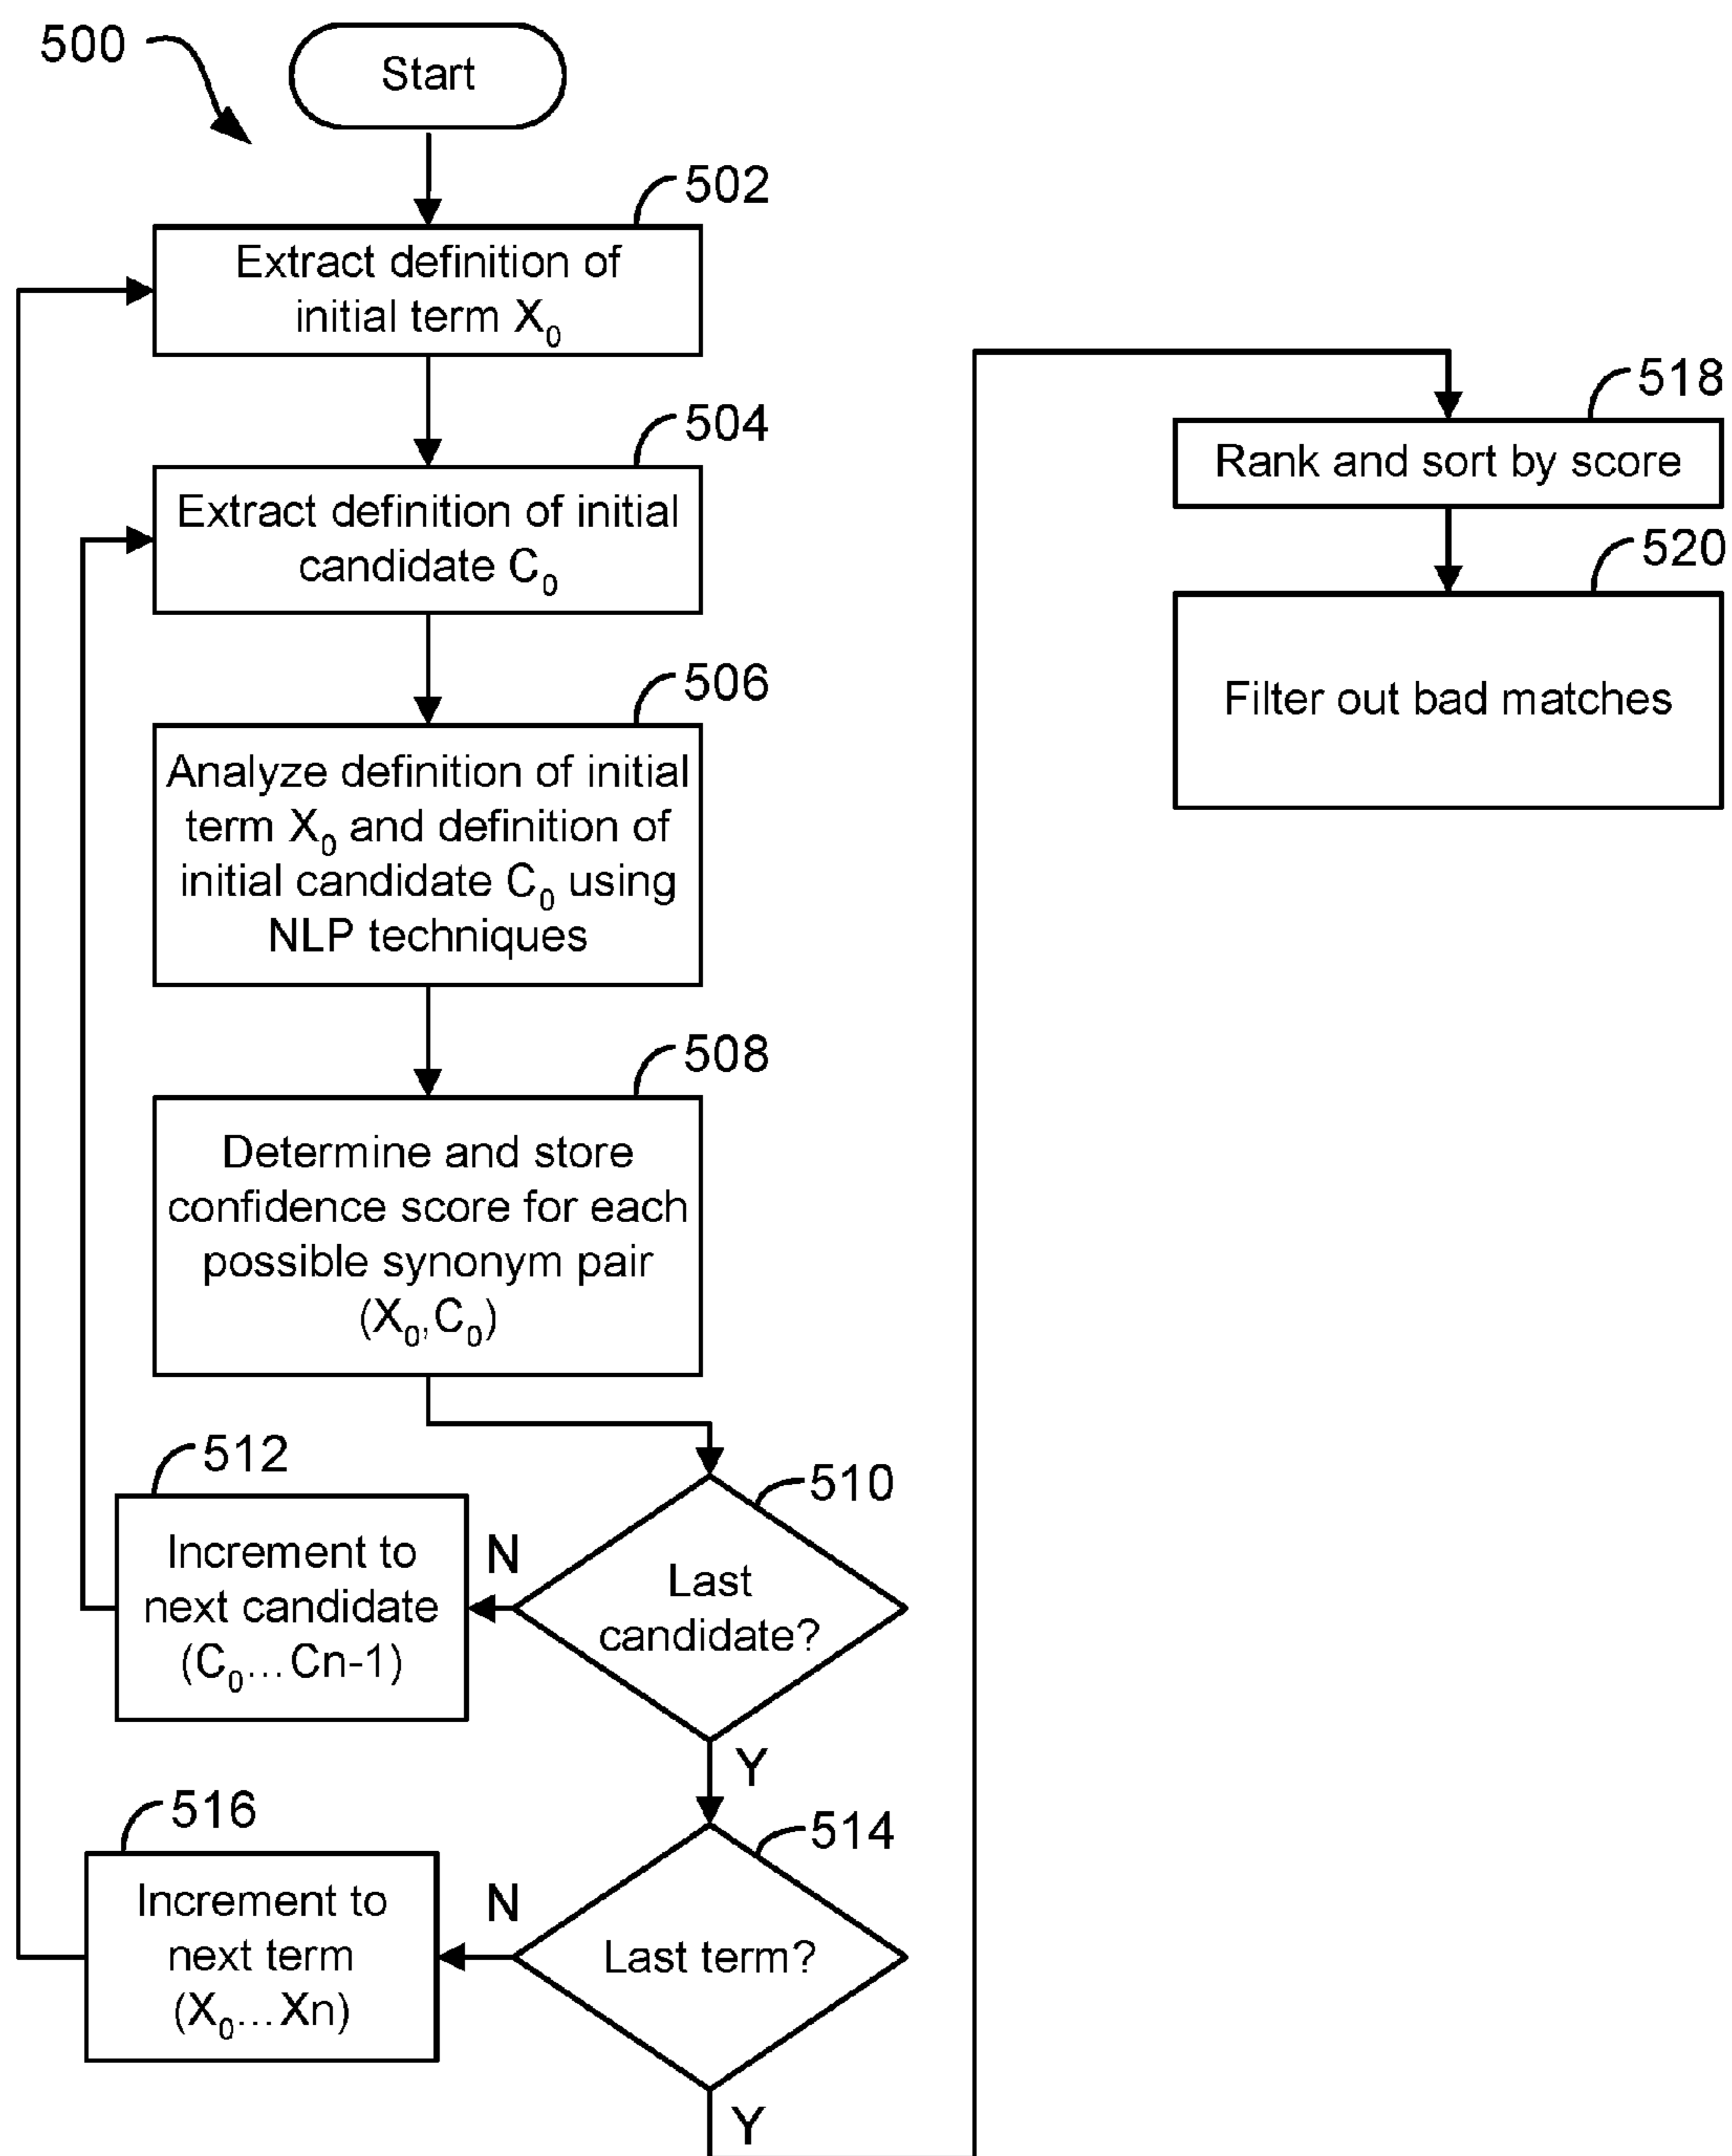 500
Start
502
Extract definition of
initial term X₀
504
Extract definition of initial
candidate C₀
506
Analyze definition of initial
term X₀ and definition of
initial candidate C₀ using
NLP techniques
508
Determine and store
confidence score for each
possible synonym pair
(X₀,C₀)
510
Last
candidate?
N
512
Increment to
next candidate
(C₀...Cn-1)
Y
514
Last term?
N
516
Increment to
next term
(X₀...Xn)
Y
518
Rank and sort by score
520
Filter out bad matches